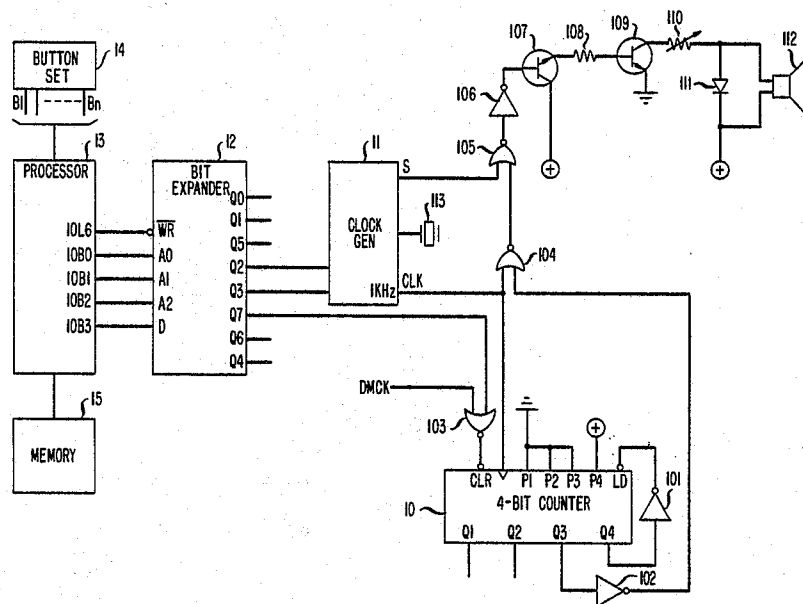 14
BUTTON
SET
B1 Bn
13
PROCESSOR
IOL6
IOB0
IOB1
IOB2
IOB3
15
MEMORY
12
BIT
EXPANDER
WR
A0
A1
A2
D
Q0
Q1
Q5
Q2
Q3
Q7
Q6
Q4
11
CLOCK
GEN
S
CLK
1KHz
113
107
108
109
110
111
112
106
105
104
DMCK
103
+
+
+
CLR P1 P2 P3 P4 LD
4-BIT COUNTER
10
Q1 Q2 Q3 Q4
101
102